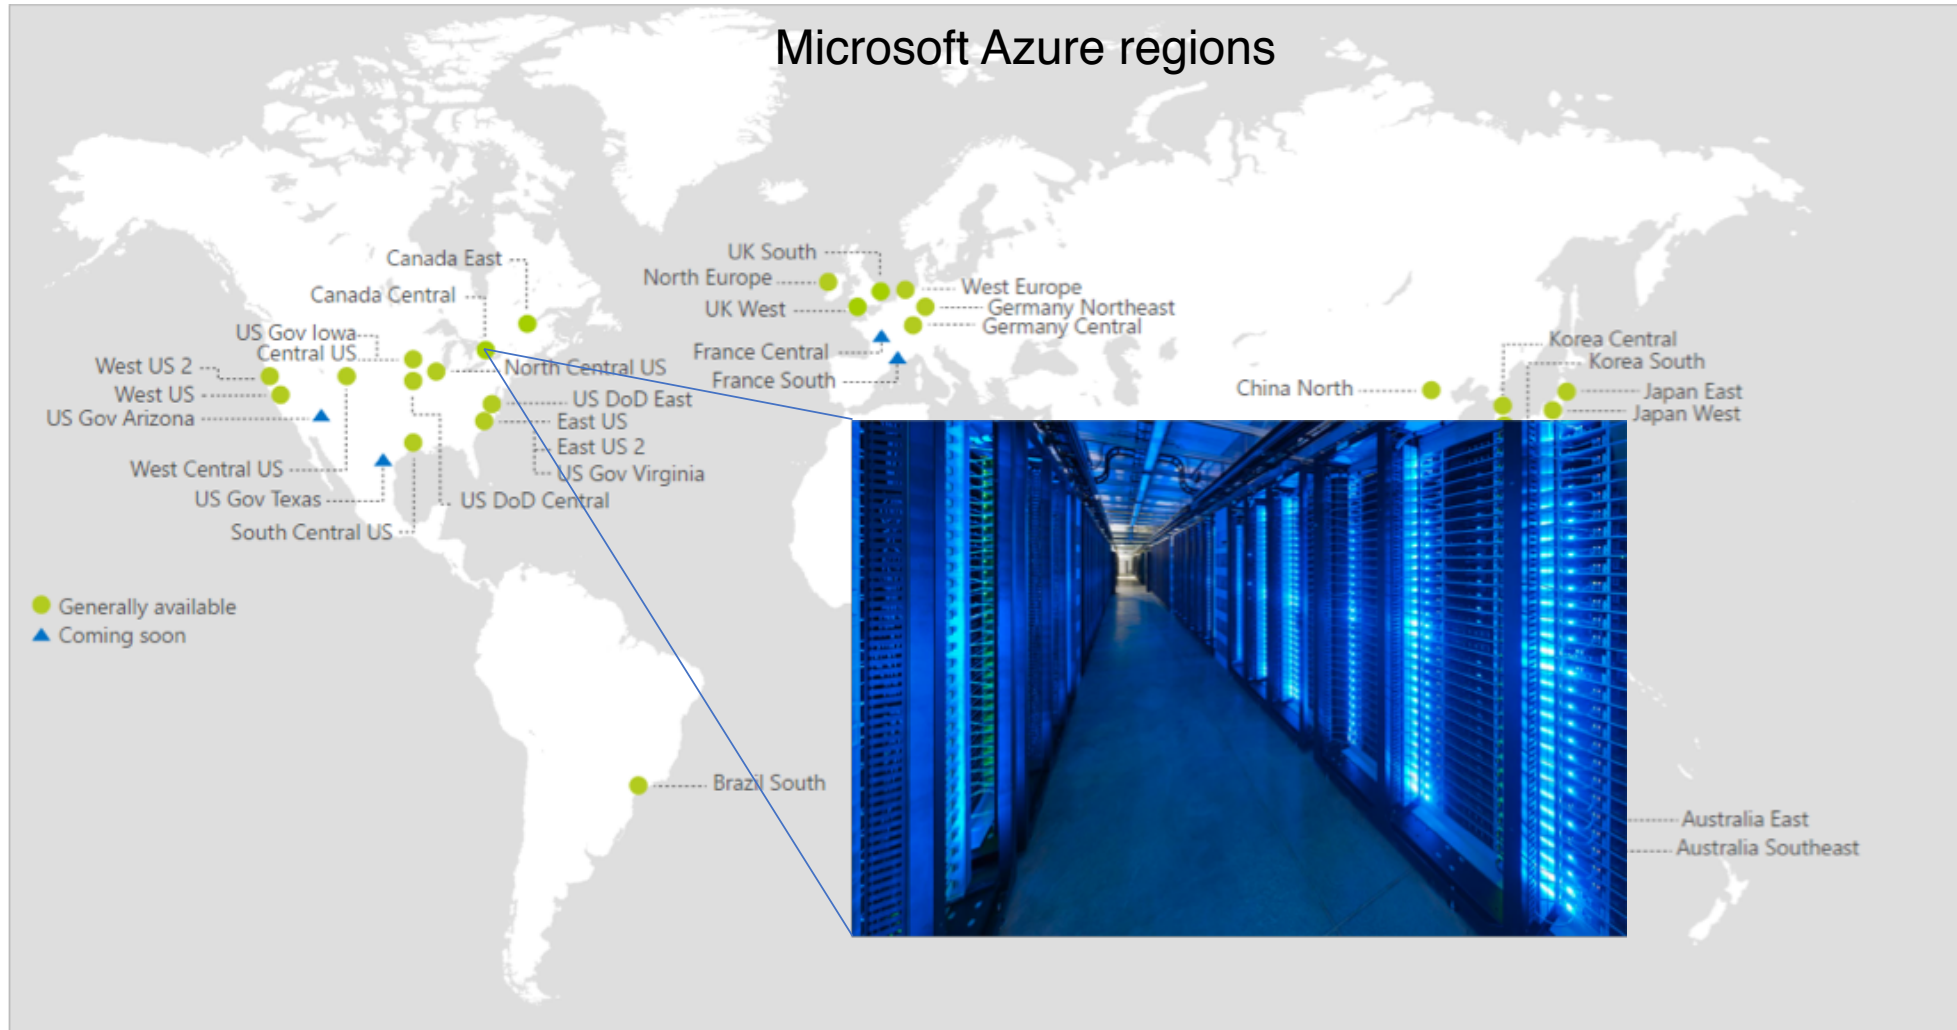 Microsoft Azure regions
Canada East
Canada Central
US Gov Iowa
Central US
West US 2
West US
US Gov Arizona
West Central US
US Gov Texas
South Central US
North Central US
US DoD East
East US
East US 2
US Gov Virginia
US DoD Central
UK South
North Europe
UK West
West Europe
Germany Northeast
Germany Central
France Central
France South
Korea Central
Korea South
China North
Japan East
Japan West
Generally available
Coming soon
Brazil South
Australia East
Australia Southeast